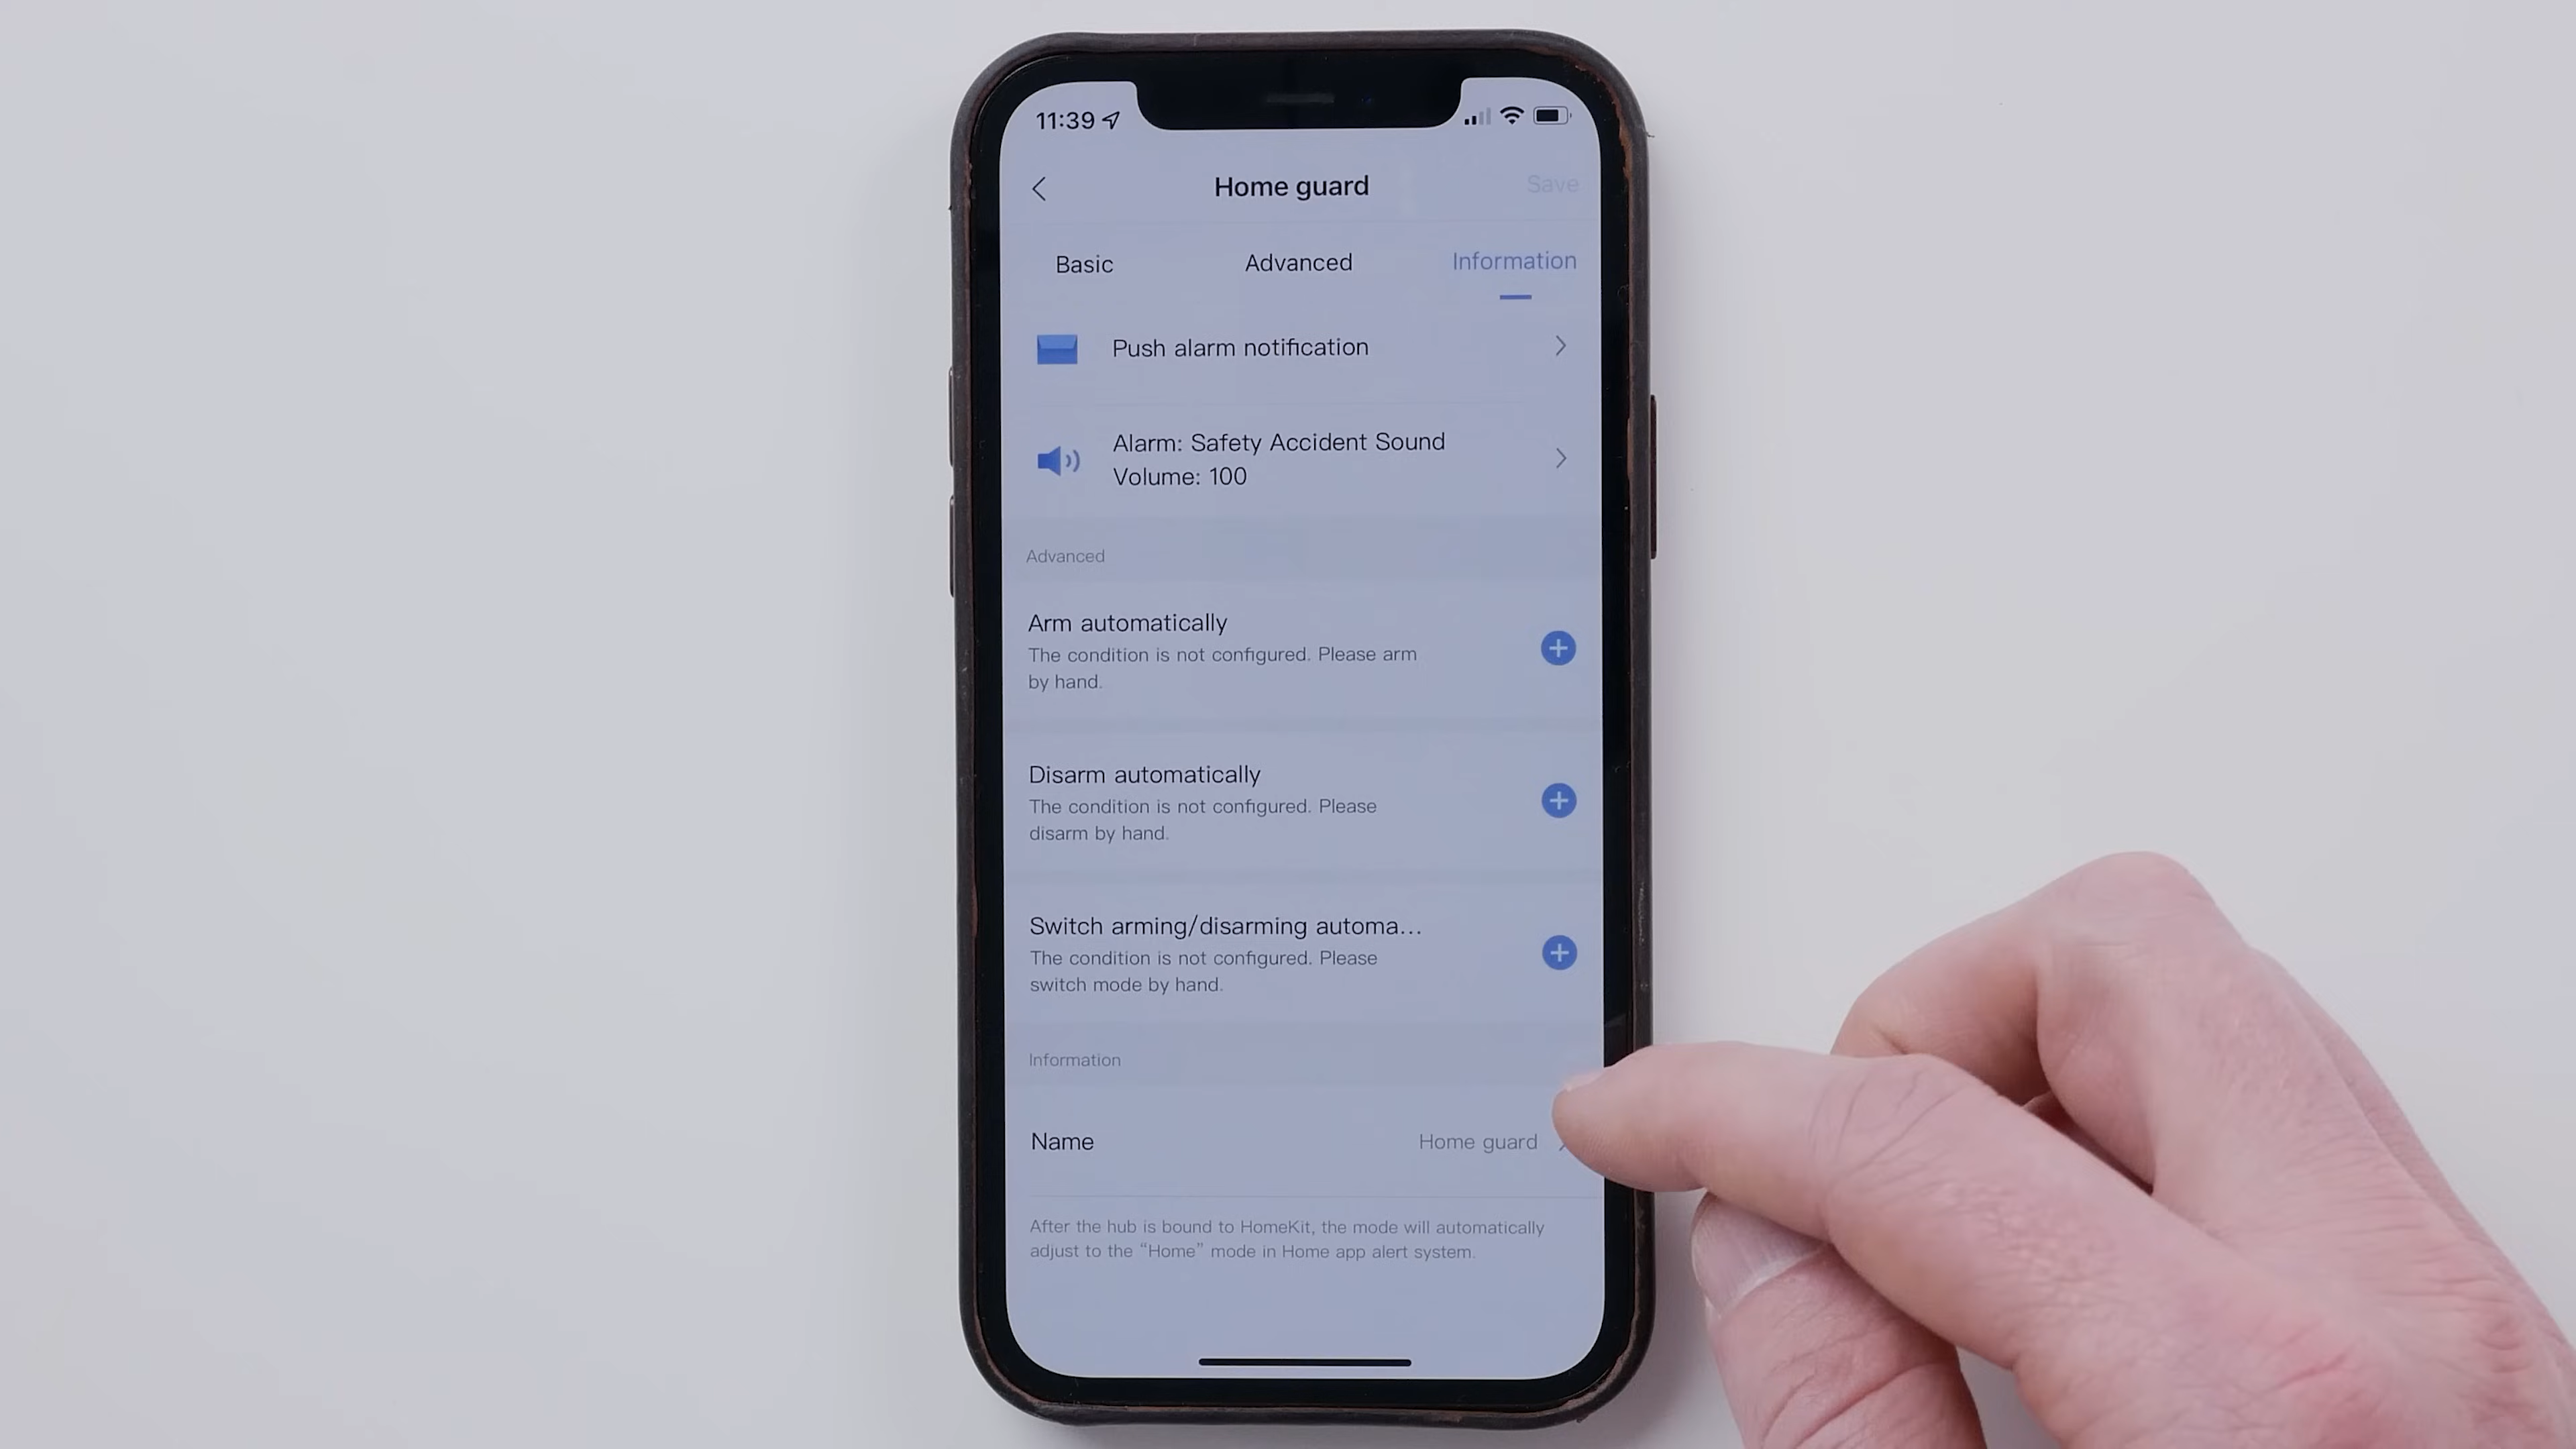 11:39
Home guard
Save
Basic
Advanced
Information
Push alarm notification
Alarm: Safety Accident Sound
Volume: 100
Advanced
Arm automatically
The condition is not configured. Please arm
by hand.
Disarm automatically
The condition is not configured. Please
disarm by hand.
Switch arming/disarming automa...
The condition is not configured. Please
switch mode by hand.
Information
Name
Home guard
After the hub is bound to HomeKit, the mode will automatically
adjust to the “Home” mode in Home app alert system.